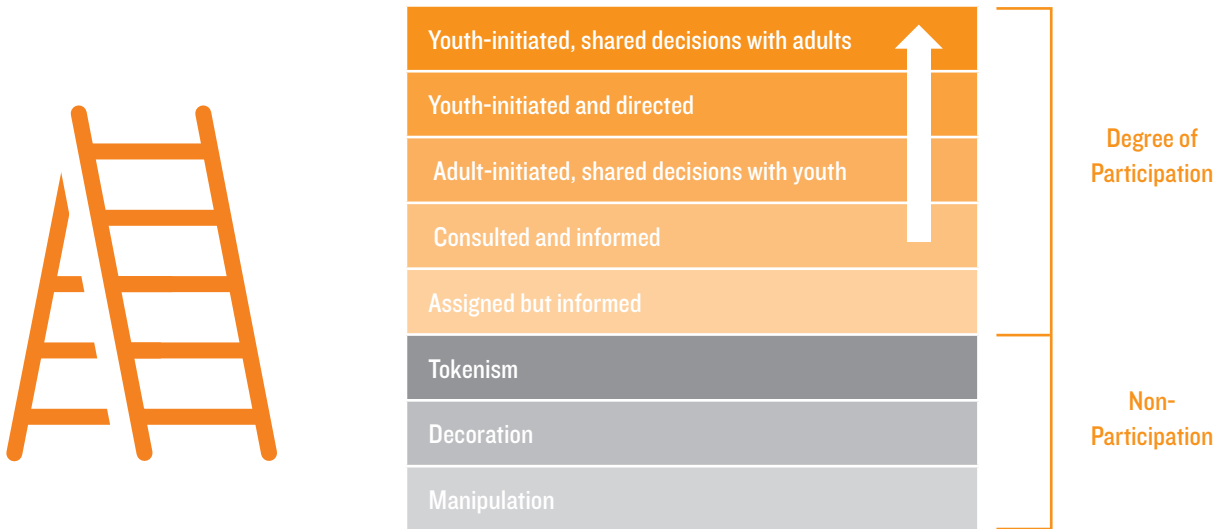 Youth-initiated, shared decisions with adults
Youth-initiated and directed
Adult-initiated, shared decisions with youth
Consulted and informed
Assigned but informed
Tokenism
Decoration
Manipulation
Degree of
Participation
Non-
Participation